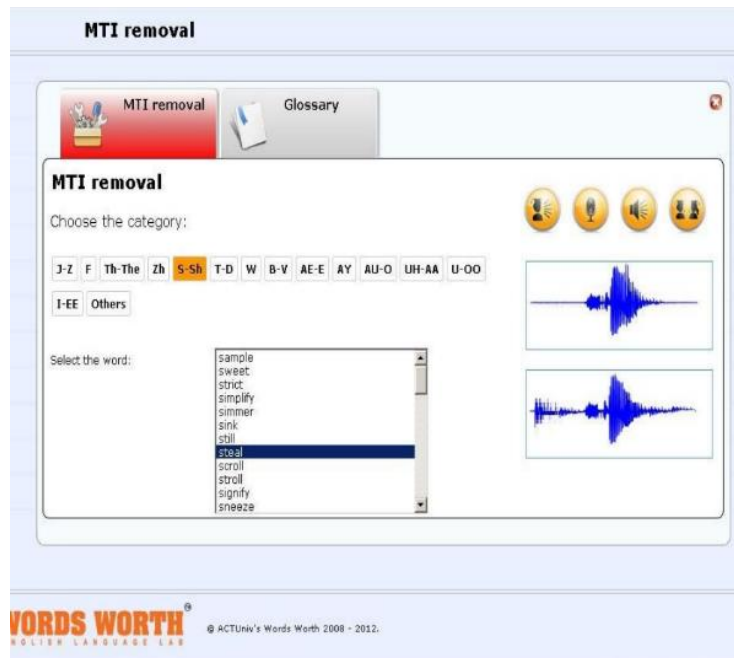 MTI removal
MTI removal
Glossary
MTI removal
Choose the category:
J-Z F Th-The Zh S-Sh T-D W B-V AE-E AY AU-O UH-AA U-OO
I-EE Others
Select the word:
sample
sweet
strict
simplify
simmer
sink
still
steal
scroll
stroll
signify
sneeze
WORDS WORTH®
ENGLISH LANGUAGE LAB
© ACTUniv's Words Worth 2008 - 2012.